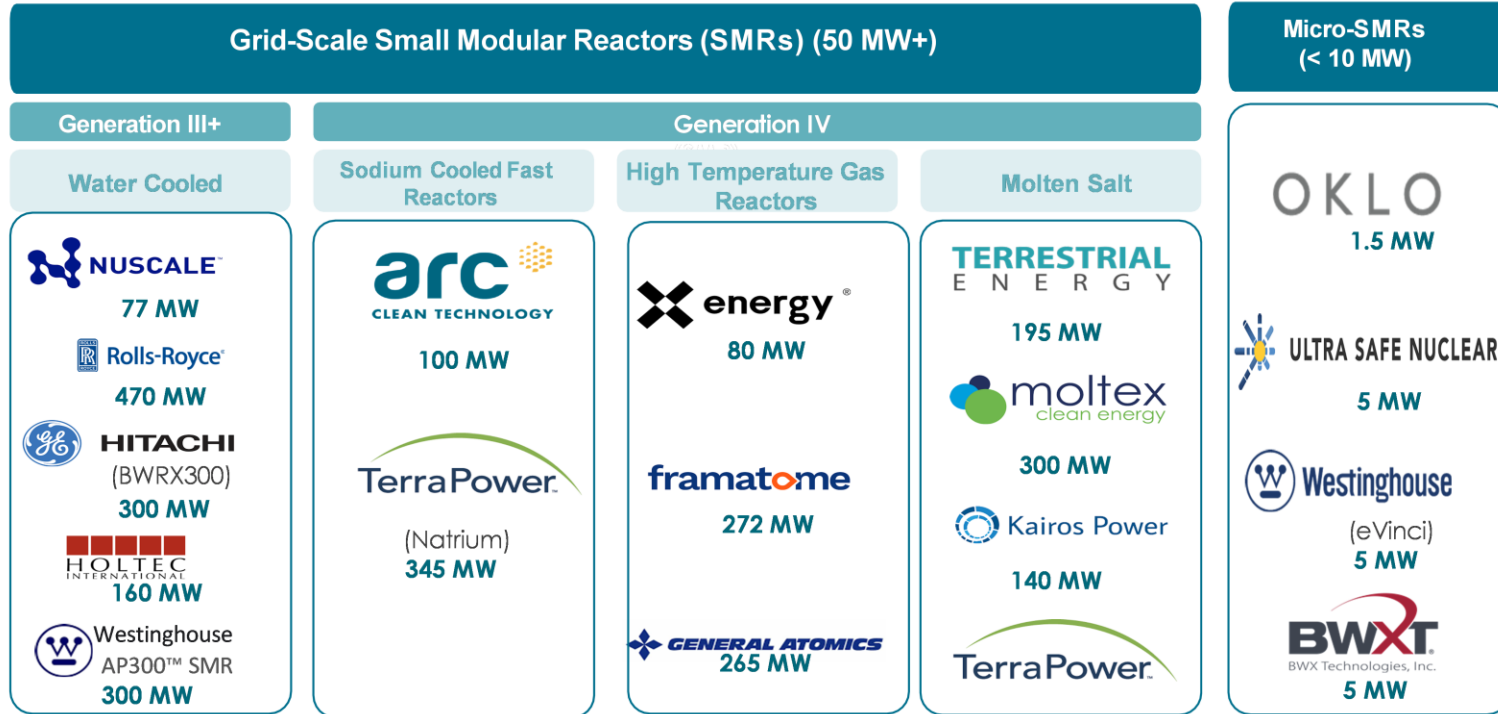 Grid-Scale Small Modular Reactors (SMRs) (50 MW+)
Micro-SMRs
(< 10 MW)
Generation III+
Generation IV
Water Cooled
Sodium Cooled Fast
Reactors
High Temperature Gas
Reactors
Molten Salt
NUSCALE™
77 MW
Rolls-Royce®
470 MW
GE HITACHI
(BWRX300)
300 MW
HOLTEC
INTERNATIONAL
160 MW
Westinghouse
AP300™ SMR
300 MW
arc
CLEAN TECHNOLOGY
100 MW
TerraPower™
(Natrium)
345 MW
X energy®
80 MW
framatome
272 MW
GENERAL ATOMICS
265 MW
TERRESTRIAL
ENERGY
195 MW
moltex
clean energy
300 MW
Kairos Power
140 MW
TerraPower™
OKLO
1.5 MW
ULTRA SAFE NUCLEAR
5 MW
Westinghouse
(eVinci)
5 MW
BWXT®
BWX Technologies, Inc.
5 MW